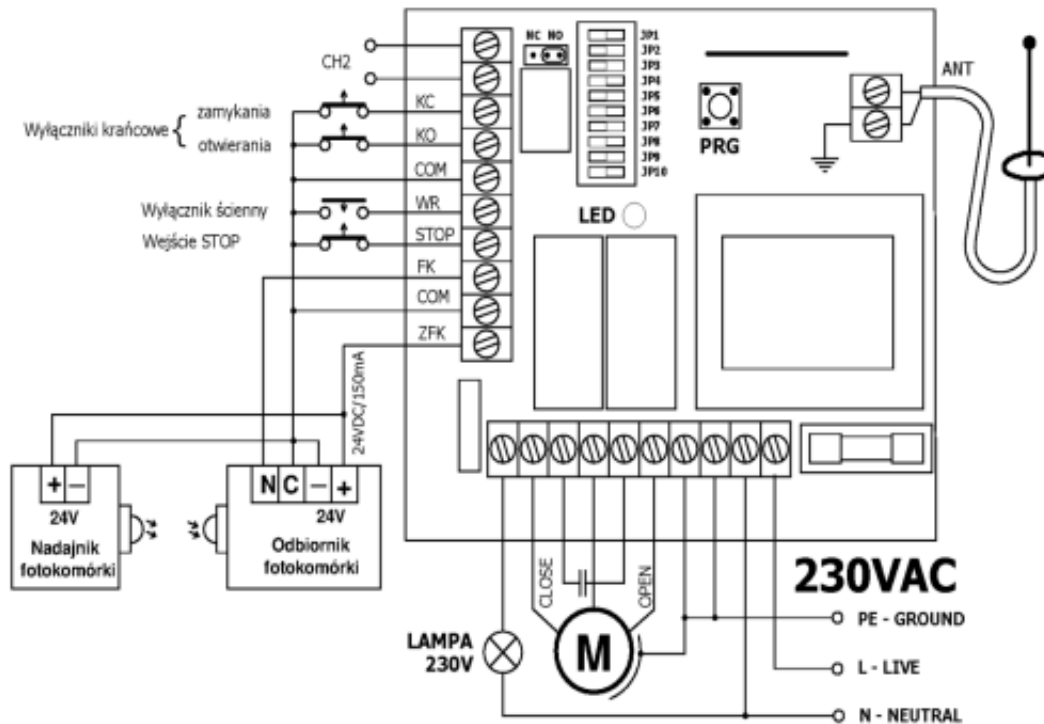 NC NO
JP1
JP2
JP3
JP4
JP5
JP6
JP7
JP8
JP9
JP10
CH2
ANT
PRG
LED
Wyłączniki krańcowe {
zamykania
otwierania
KC
KO
COM
Wyłącznik ścienny
WR
Wejście STOP
STOP
FK
COM
ZFK
24VDC/150mA
+ −
24V
Nadajnik
fotokomórki
N C − +
24V
Odbiornik
fotokomórki
CLOSE
OPEN
M
LAMPA
230V
230VAC
PE - GROUND
L - LIVE
N - NEUTRAL